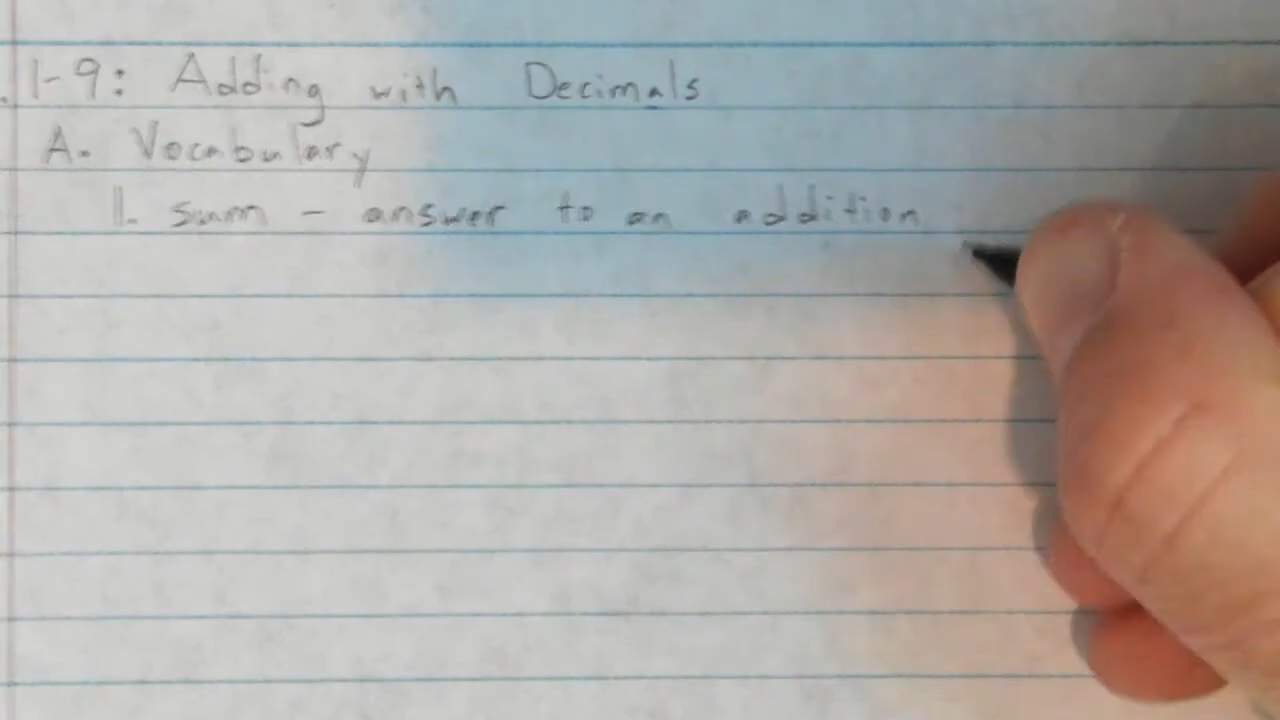 1-9: Adding with Decimals
A. Vocabulary
1. sum - answer to an addition